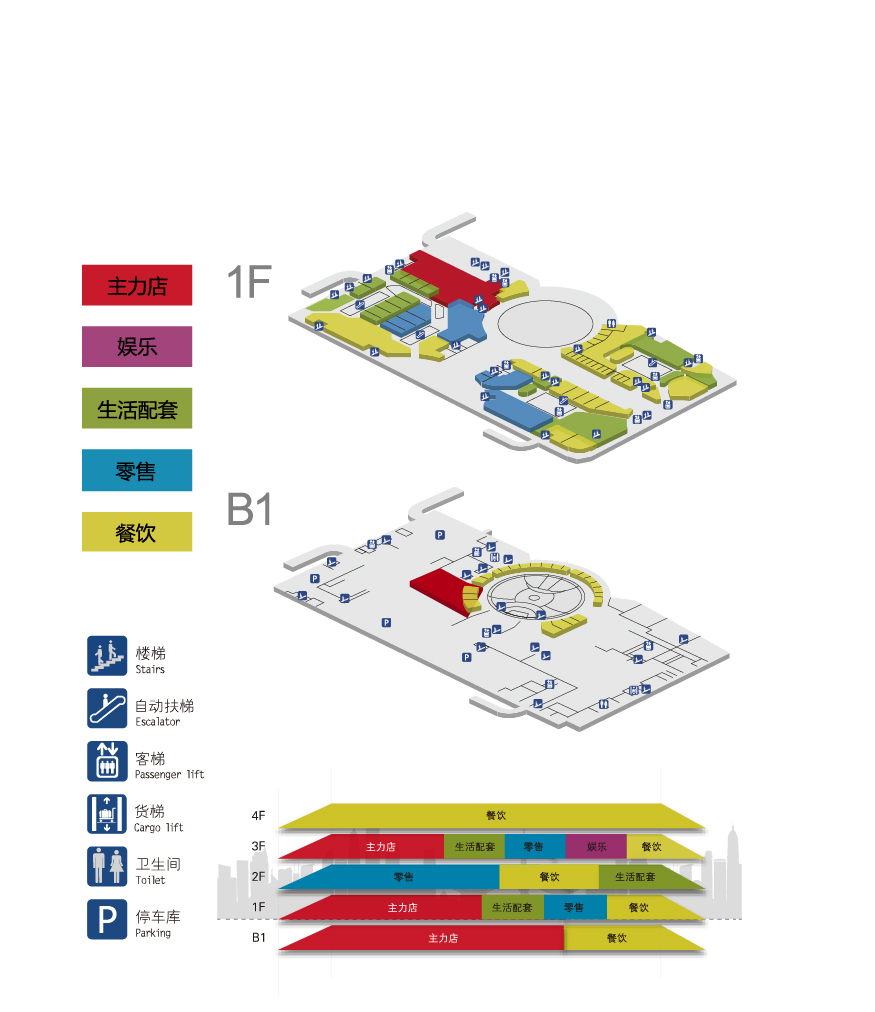 主力店
娱乐
生活配套
零售
餐饮
1F
B1
楼梯
Stairs
自动扶梯
Escalator
客梯
Passenger lift
货梯
Cargo lift
卫生间
Toilet
P
停车库
Parking
P
P
P
P
4F
餐饮
3F
主力店
生活配套
零售
娱乐
餐饮
2F
零售
餐饮
生活配套
1F
主力店
生活配套
零售
餐饮
B1
主力店
餐饮